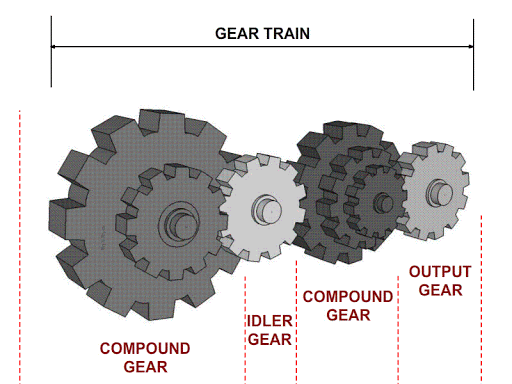 GEAR TRAIN
OUTPUT
GEAR
COMPOUND
GEAR
IDLER
GEAR
COMPOUND
GEAR